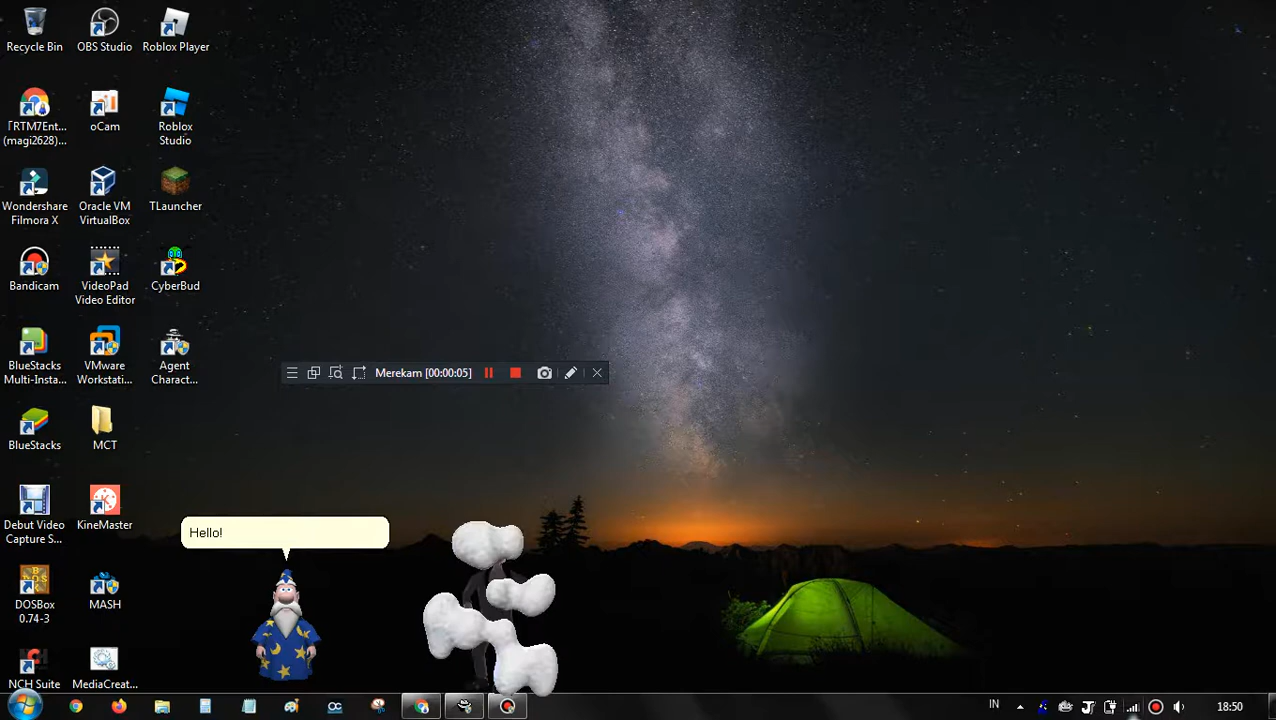 Recycle Bin
OBS Studio
Roblox Player
「RTM7Ent...
(magi2628)...
oCam
Roblox
Studio
Wondershare
Filmora X
Oracle VM
VirtualBox
TLauncher
Bandicam
VideoPad
Video Editor
CyberBud
BlueStacks
Multi-Insta...
VMware
Workstati...
Agent
Charact...
Merekam [00:00:05]
BlueStacks
MCT
Debut Video
Capture S...
KineMaster
Hello!
DOSBox
0.74-3
MASH
NCH Suite
MediaCreat...
IN
18:50